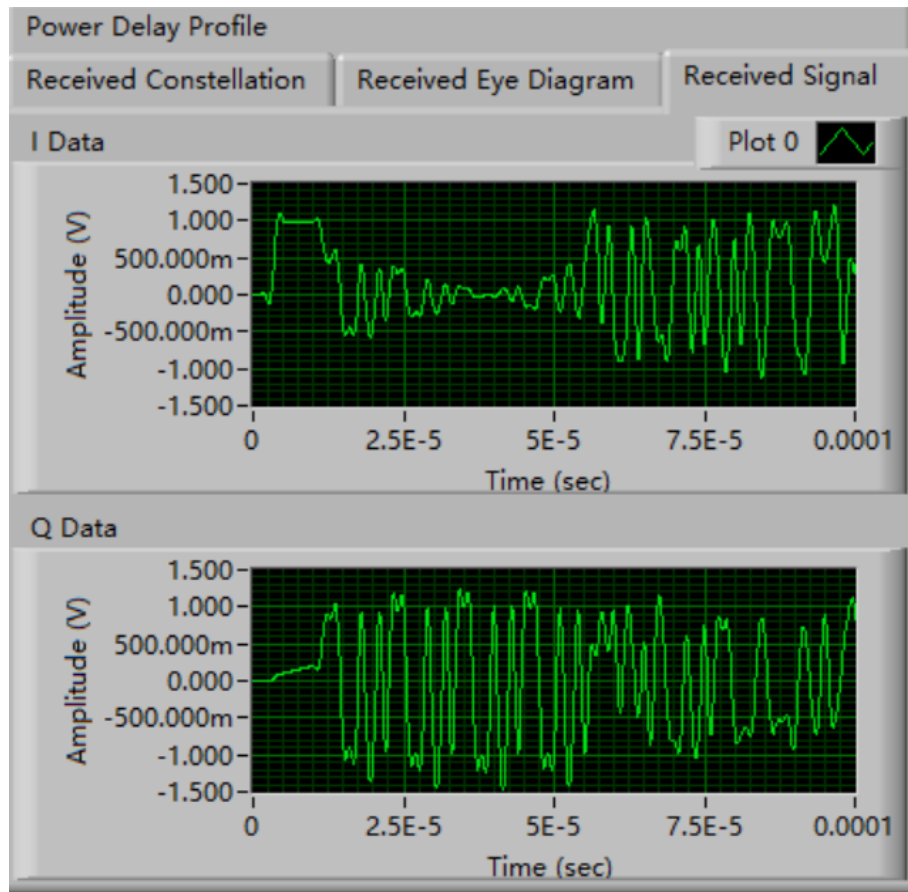 Power Delay Profile
Received Constellation Received Eye Diagram Received Signal
I Data Plot 0
1.500
1.000
500.000m
0.000
-500.000m
-1.000
-1.500
Amplitude (V)
0 2.5E-5 5E-5 7.5E-5 0.0001
Time (sec)
Q Data
1.500
1.000
500.000m
0.000
-500.000m
-1.000
-1.500
Amplitude (V)
0 2.5E-5 5E-5 7.5E-5 0.0001
Time (sec)